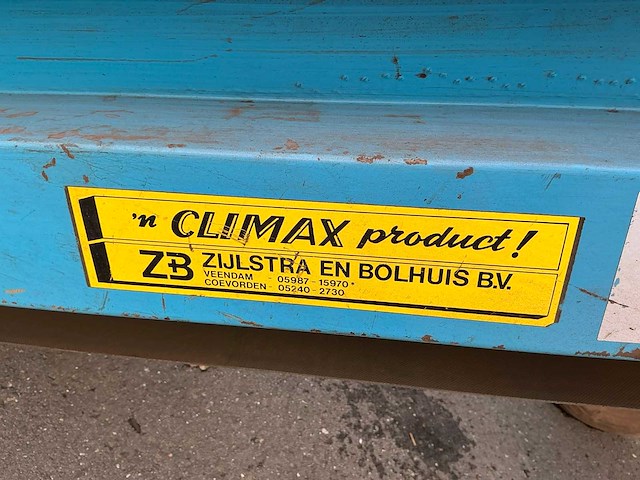 'n CLIMAX product!
ZB ZIJLSTRA EN BOLHUIS B.V.
VEENDAM - 05987 - 15970*
COEVORDEN - 05240 - 2730